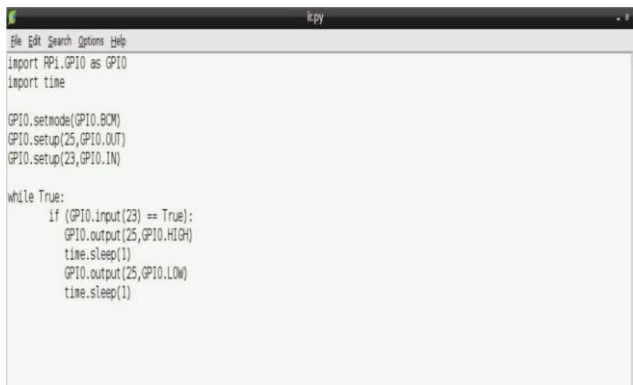 ir.py
File Edit Search Options Help
import RPi.GPIO as GPIO
import time

GPIO.setmode(GPIO.BCM)
GPIO.setup(25,GPIO.OUT)
GPIO.setup(23,GPIO.IN)

while True:
        if (GPIO.input(23) == True):
           GPIO.output(25,GPIO.HIGH)
           time.sleep(1)
           GPIO.output(25,GPIO.LOW)
           time.sleep(1)